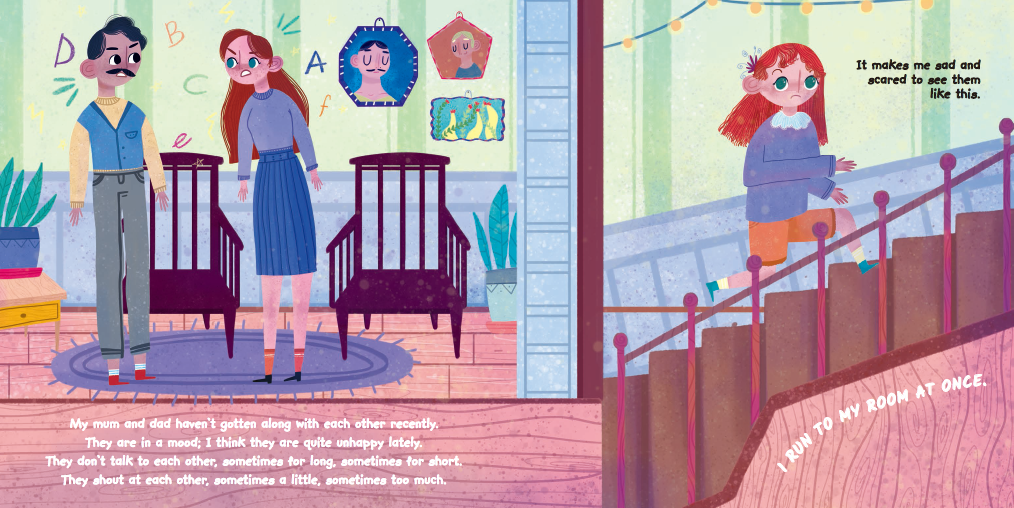 D
B
C
A
f
e
My mum and dad haven't gotten along with each other recently.
They are in a mood; I think they are quite unhappy lately.
They don't talk to each other, sometimes for long, sometimes for short.
They shout at each other, sometimes a little, sometimes too much.
It makes me sad and
scared to see them
like this.
I RUN TO MY ROOM AT ONCE.